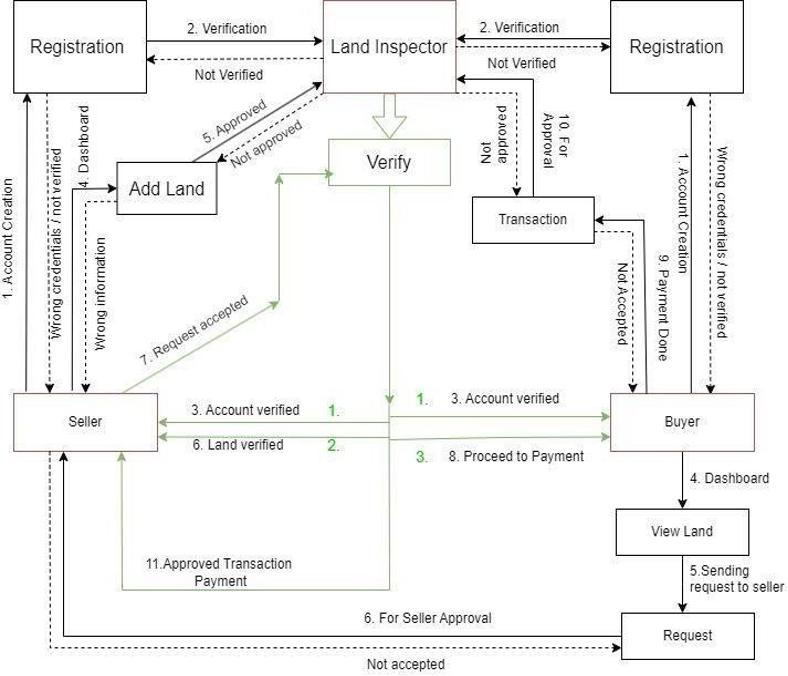 Registration
2. Verification
Not Verified
Land Inspector
2. Verification
Not Verified
Registration
5. Approved
Not approved
Verify
Not
approved
10. For
Approval
1. Account Creation
Wrong credentials / not verified
4. Dashboard
Add Land
Wrong information
Transaction
Not Accepted
9. Payment Done
1. Account Creation
Wrong credentials / not verified
7. Request accepted
Seller
3. Account verified
1.
6. Land verified
2.
1.
3. Account verified
3.
8. Proceed to Payment
Buyer
4. Dashboard
View Land
5.Sending
request to seller
11.Approved Transaction
Payment
6. For Seller Approval
Request
Not accepted